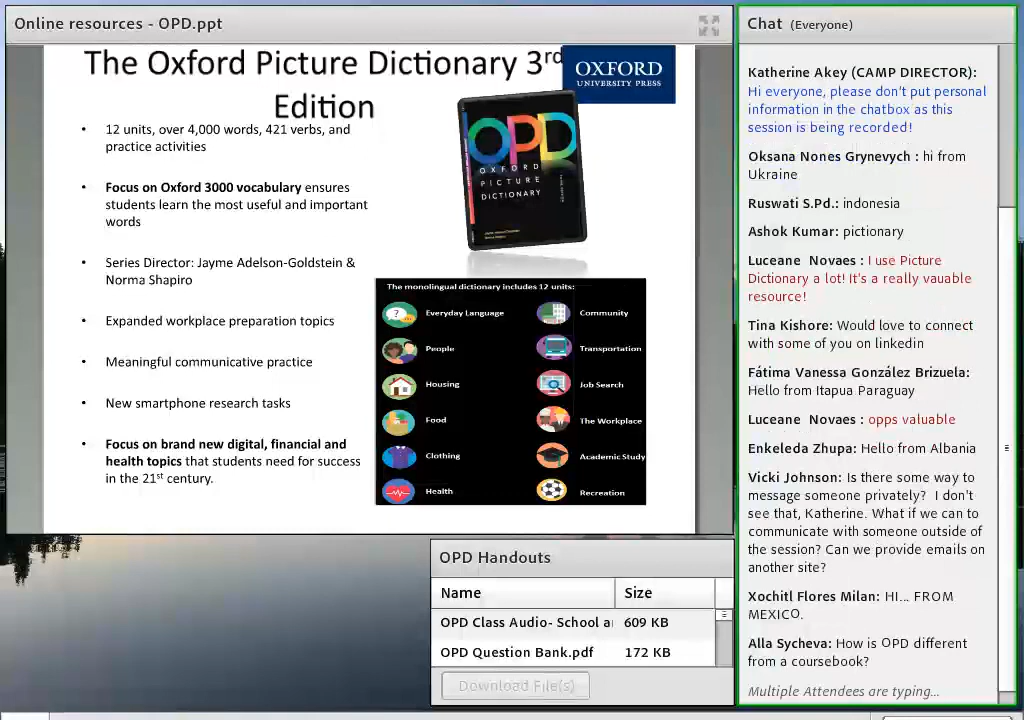 Online resources - OPD.ppt
The Oxford Picture Dictionary 3rd
Edition
OXFORD
UNIVERSITY PRESS
• 12 units, over 4,000 words, 421 verbs, and
practice activities
• Focus on Oxford 3000 vocabulary ensures
students learn the most useful and important
words
• Series Director: Jayme Adelson-Goldstein &
Norma Shapiro
• Expanded workplace preparation topics
• Meaningful communicative practice
• New smartphone research tasks
• Focus on brand new digital, financial and
health topics that students need for success
in the 21st century.
OPD
OXFORD
PICTURE
DICTIONARY
The monolingual dictionary includes 12 units:
Everyday Language
People
Housing
Food
Clothing
Health
Community
Transportation
Job Search
The Workplace
Academic Study
Recreation
OPD Handouts
Name Size
OPD Class Audio- School a 609 KB
OPD Question Bank.pdf 172 KB
Download File(s)
Chat (Everyone)
Katherine Akey (CAMP DIRECTOR):
Hi everyone, please don't put personal
information in the chatbox as this
session is being recorded!
Oksana Nones Grynevych : hi from
Ukraine
Ruswati S.Pd.: indonesia
Ashok Kumar: pictionary
Luceane Novaes : I use Picture
Dictionary a lot! It's a really vauable
resource!
Tina Kishore: Would love to connect
with some of you on linkedin
Fátima Vanessa González Brizuela:
Hello from Itapua Paraguay
Luceane Novaes : opps valuable
Enkeleda Zhupa: Hello from Albania
Vicki Johnson: Is there some way to
message someone privately? I don't
see that, Katherine. What if we can to
communicate with someone outside of
the session? Can we provide emails on
another site?
Xochitl Flores Milan: HI... FROM
MEXICO.
Alla Sycheva: How is OPD different
from a coursebook?
Multiple Attendees are typing...